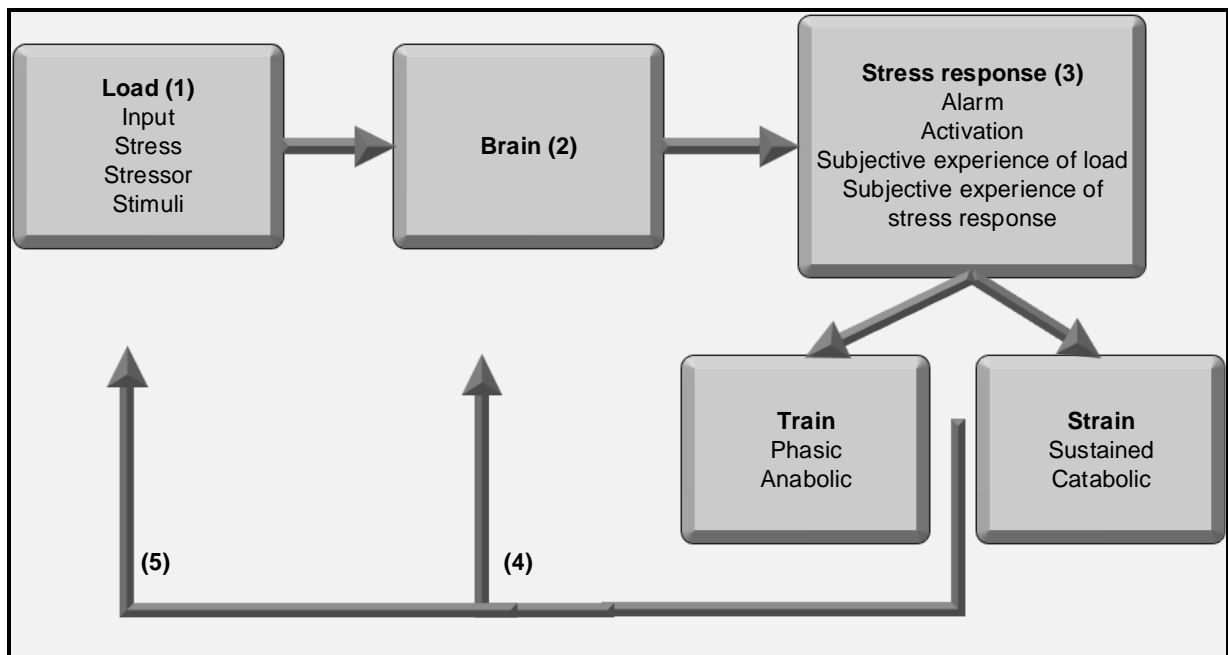 Load (1)
Input
Stress
Stressor
Stimuli
Brain (2)
Stress response (3)
Alarm
Activation
Subjective experience of load
Subjective experience of
stress response
Train
Phasic
Anabolic
Strain
Sustained
Catabolic
(5)
(4)